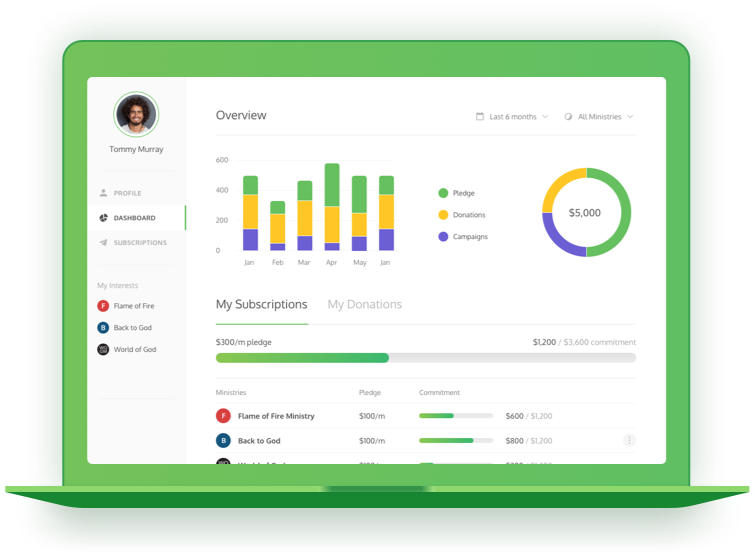 Tommy Murray
PROFILE
DASHBOARD
SUBSCRIPTIONS
My Interests
F Flame of Fire
B Back to God
World of God
Overview
Last 6 months
All Ministries
600
400
200
0
Jan Feb Mar Apr May Jan
Pledge
Donations
Campaigns
$5,000
My Subscriptions My Donations
$300/m pledge $1,200 / $3,600 commitment
Ministries Pledge Commitment
F Flame of Fire Ministry $100/m $600 / $1,200
B Back to God $100/m $800 / $1,200